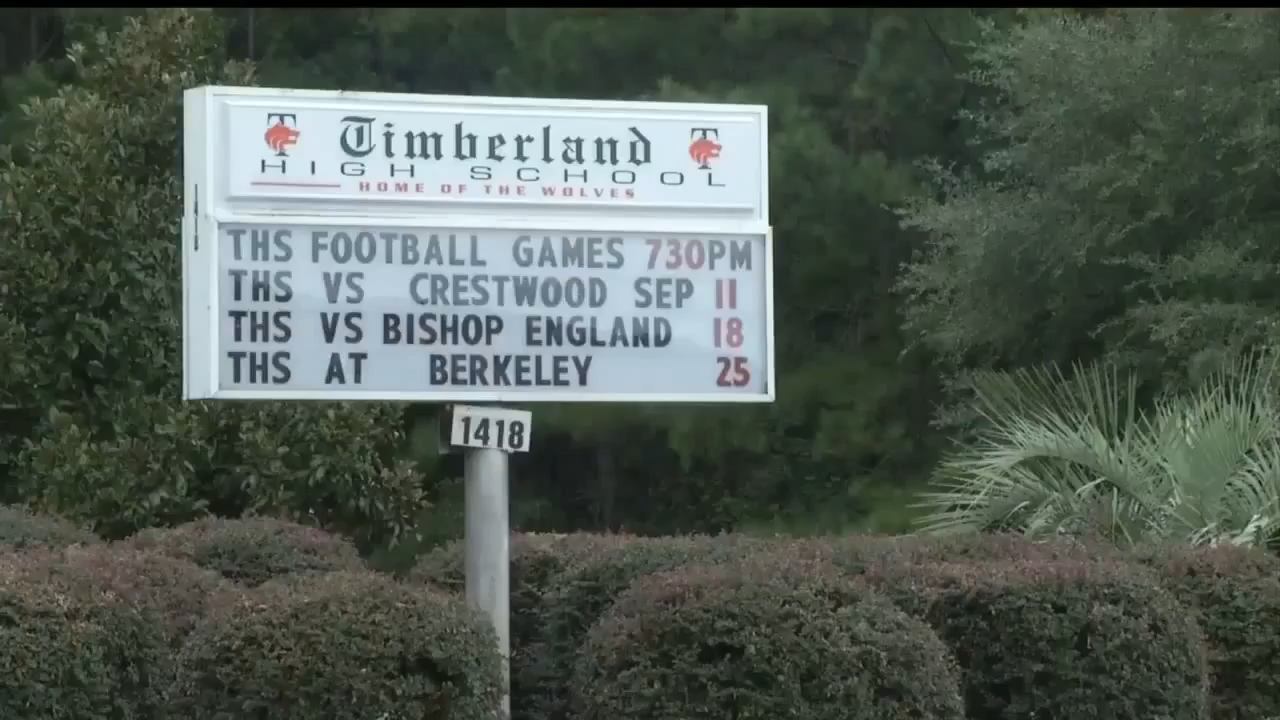 Timberland
HIGH SCHOOL
HOME OF THE WOLVES
THS FOOTBALL GAMES 730PM
THS VS CRESTWOOD SEP 11
THS VS BISHOP ENGLAND 18
THS AT BERKELEY 25
1418